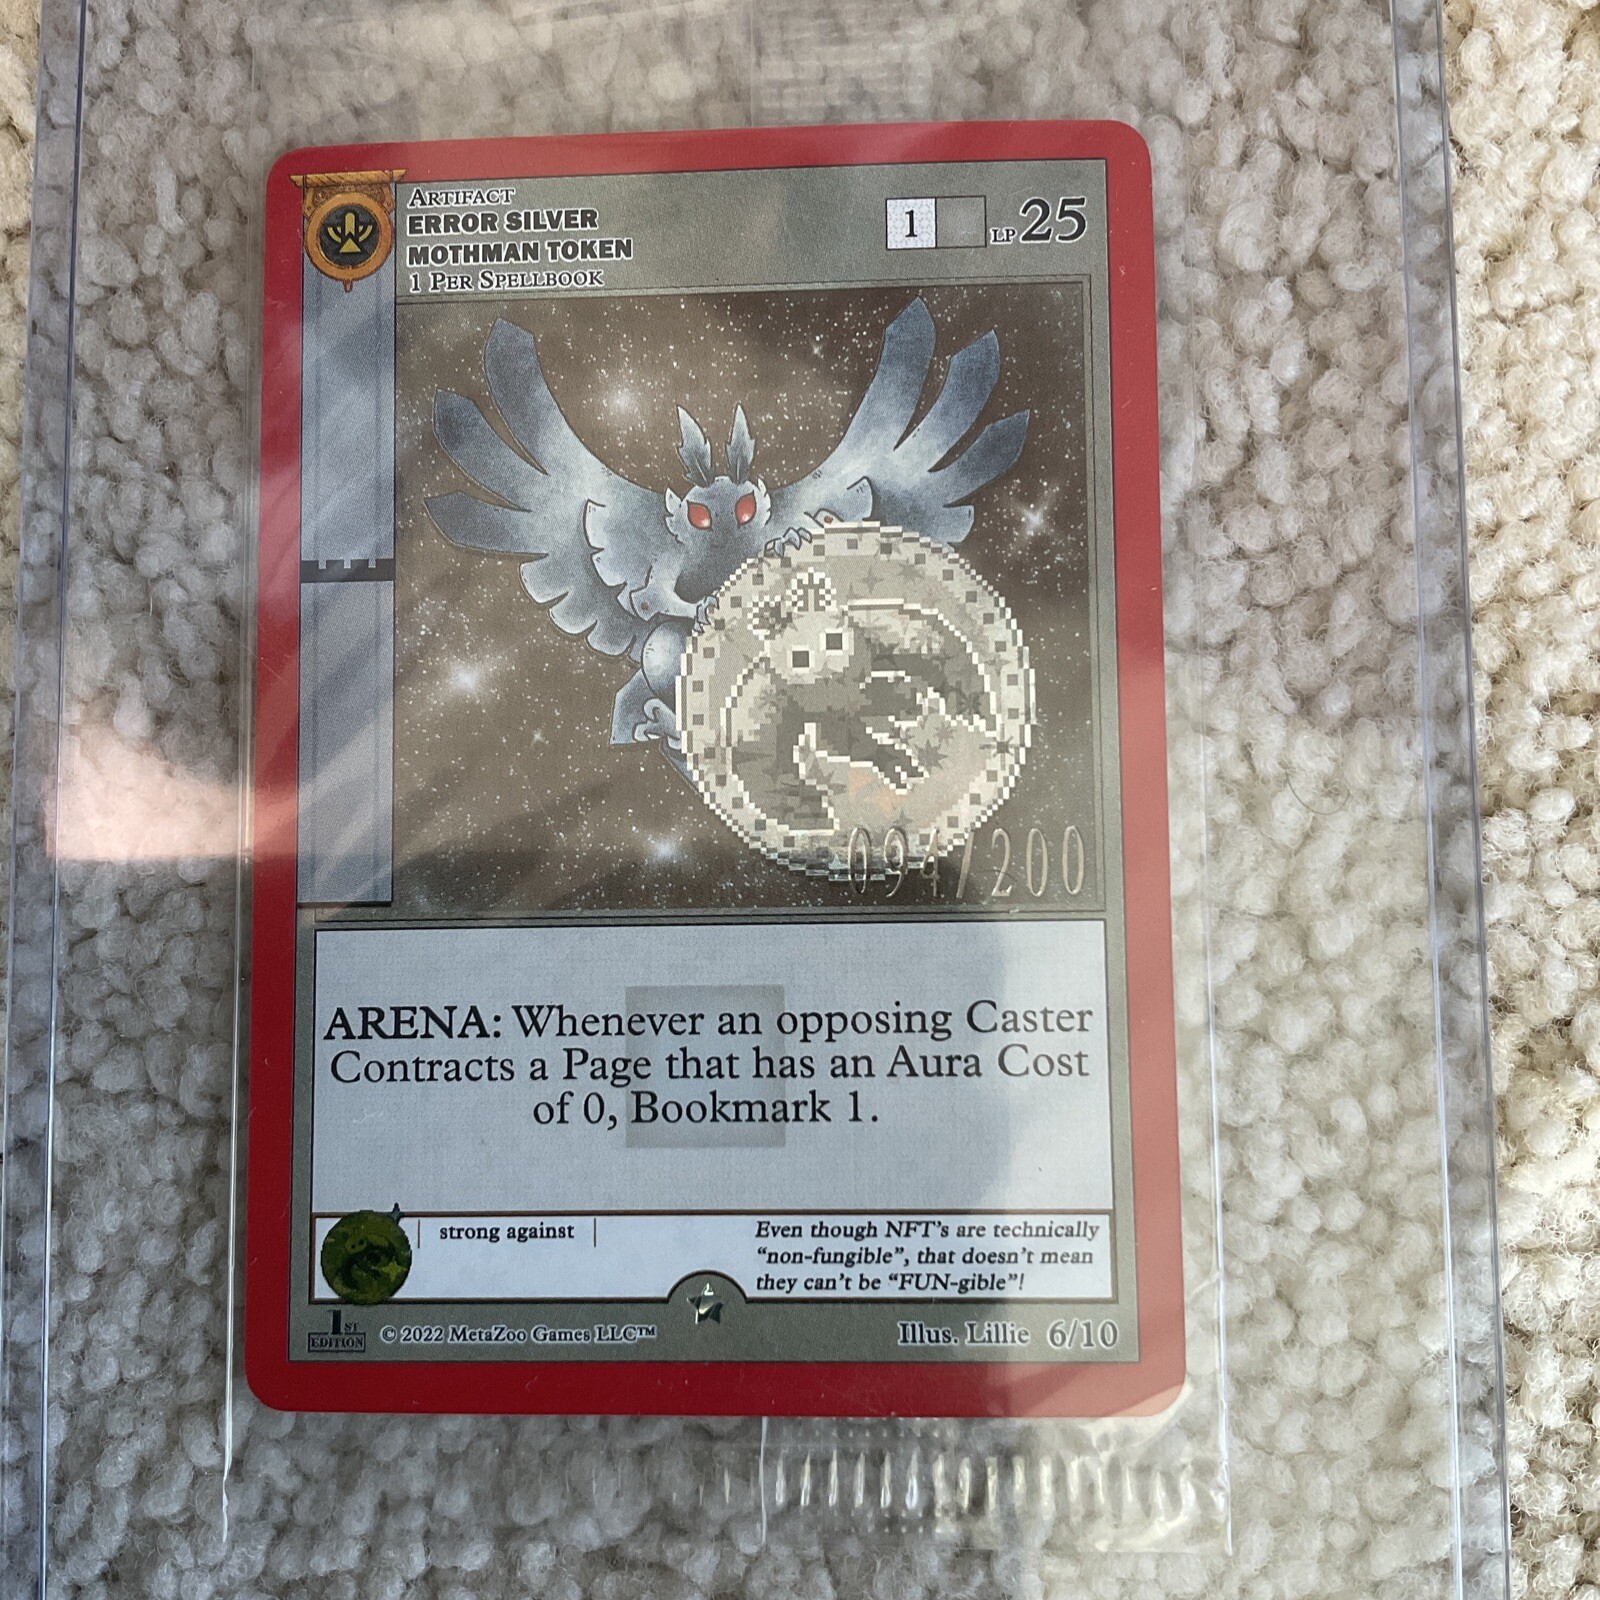 ARTIFACT
ERROR SILVER
MOTHMAN TOKEN
1 PER SPELLBOOK
1
LP 25
094/200
ARENA: Whenever an opposing Caster
Contracts a Page that has an Aura Cost
of 0, Bookmark 1.
strong against
Even though NFT's are technically
"non-fungible", that doesn't mean
they can't be "FUN-gible"!
1ST
EDITION
© 2022 MetaZoo Games LLC™
Illus. Lillie 6/10